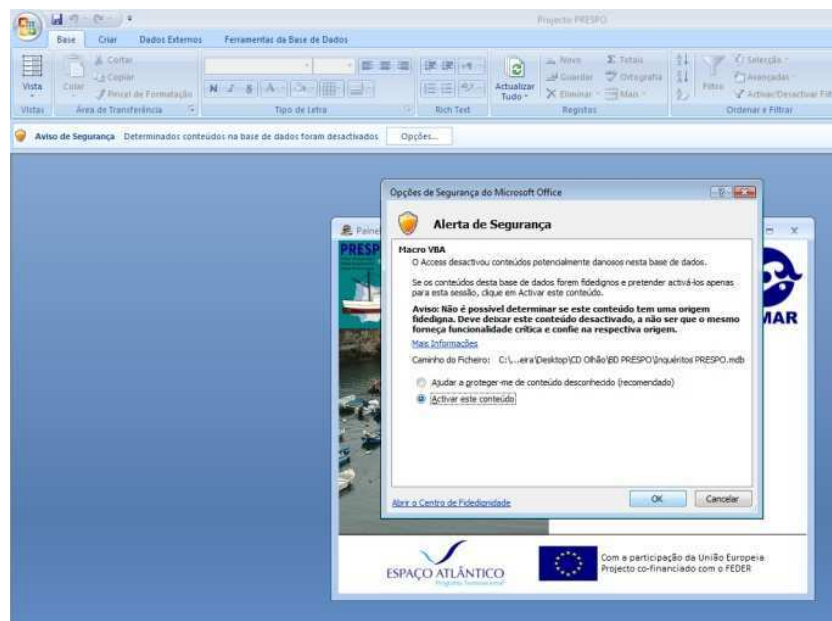 Projecto PRESPO
Base Criar Dados Externos Ferramentas da Base de Dados
Vista
Colar
Cortar
Copiar
Pincel de Formatação
N I S
Actualizar
Tudo
Novo
Guardar
Eliminar
Totais
Ortografia
Mais
Filtro
Selecção
Avançadas
Activar/Desactivar Filt
Vistas Área de Transferência Tipo de Letra Rich Text Registos Ordenar e Filtrar
Aviso de Segurança Determinados conteúdos na base de dados foram desactivados Opções...
Paine
PRESP
MAR
Opções de Segurança do Microsoft Office
Alerta de Segurança
Macro VBA
O Access desactivou conteúdos potencialmente danosos nesta base de dados.
Se os conteúdos desta base de dados forem fidedignos e pretender activá-los apenas
para esta sessão, clique em Activar este conteúdo.
Aviso: Não é possível determinar se este conteúdo tem uma origem
fidedigna. Deve deixar este conteúdo desactivado, a não ser que o mesmo
forneça funcionalidade crítica e confie na respectiva origem.
Mais Informações
Caminho do Ficheiro: C:\...eira\Desktop\CD Olhão\BD PRESPO\Inquéritos PRESPO.mdb
Ajudar a proteger-me de conteúdo desconhecido (recomendado)
Activar este conteúdo
Abrir o Centro de Fidedignidade
OK Cancelar
ESPAÇO ATLÂNTICO
Programa Transnacional
Com a participação da União Europeia
Projecto co-financiado com o FEDER